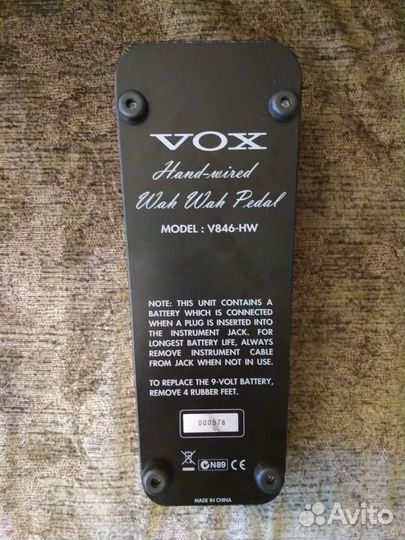 VOX
Hand-wired
Wah Wah Pedal
MODEL : V846-HW
NOTE: THIS UNIT CONTAINS A
BATTERY WHICH IS CONNECTED
WHEN A PLUG IS INSERTED INTO
THE INSTRUMENT JACK. FOR
LONGEST BATTERY LIFE, ALWAYS
REMOVE INSTRUMENT CABLE
FROM JACK WHEN NOT IN USE.
TO REPLACE THE 9-VOLT BATTERY,
REMOVE 4 RUBBER FEET.
000978
N89 CE
MADE IN CHINA
Avito